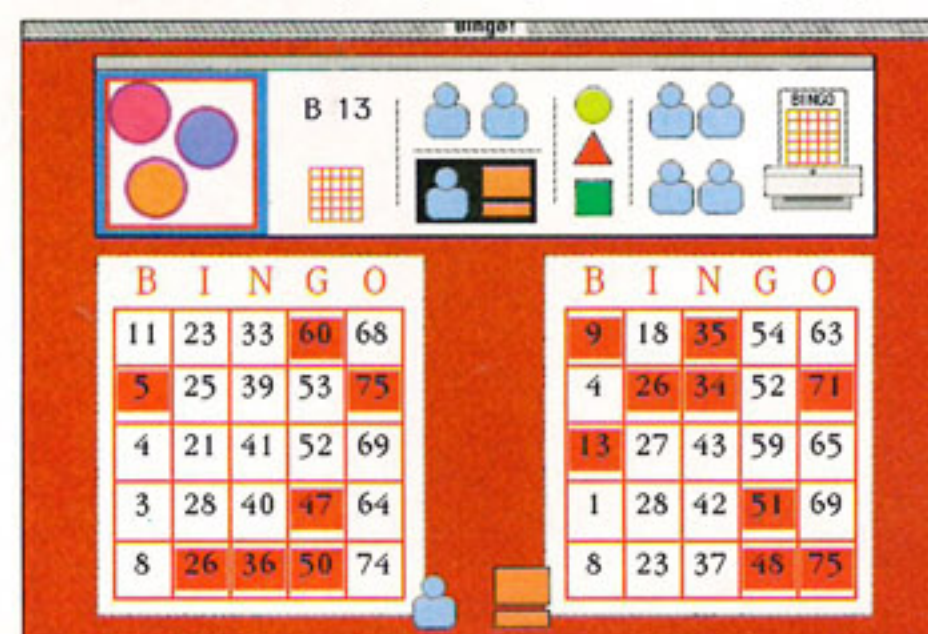 Bingo!
B 13
BINGO
B I N G O
11 23 33 60 68
5 25 39 53 75
4 21 41 52 69
3 28 40 47 64
8 26 36 50 74
B I N G O
9 18 35 54 63
4 26 34 52 71
13 27 43 59 65
1 28 42 51 69
8 23 37 48 75